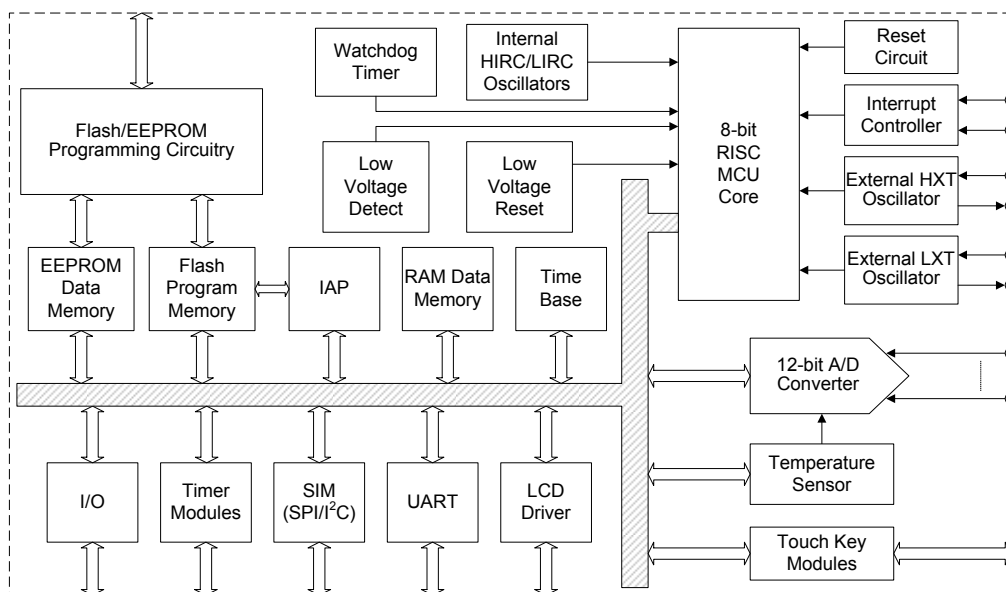 Watchdog
Timer
Internal
HIRC/LIRC
Oscillators
Reset
Circuit
Flash/EEPROM
Programming Circuitry
8-bit
RISC
MCU
Core
Interrupt
Controller
Low
Voltage
Detect
Low
Voltage
Reset
External HXT
Oscillator
EEPROM
Data
Memory
Flash
Program
Memory
IAP
RAM Data
Memory
Time
Base
External LXT
Oscillator
12-bit A/D
Converter
I/O
Timer
Modules
SIM
(SPI/I²C)
UART
LCD
Driver
Temperature
Sensor
Touch Key
Modules